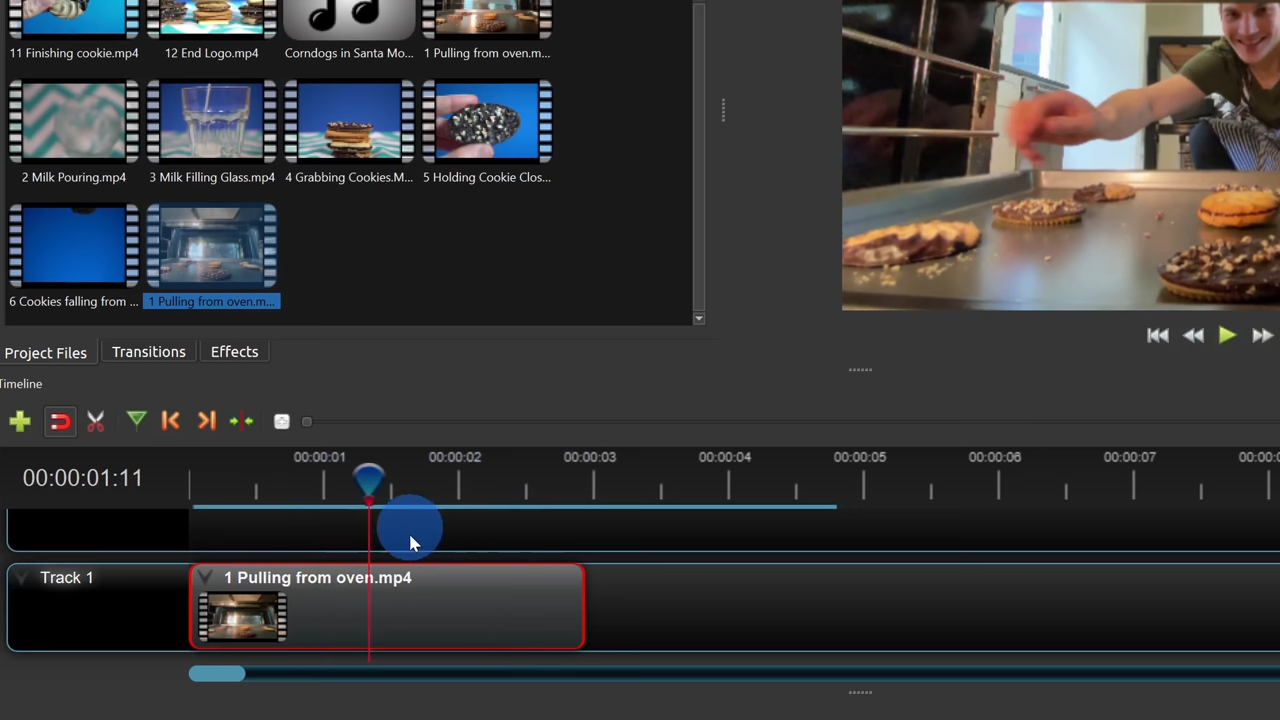 11 Finishing cookie.mp4
12 End Logo.mp4
Corndogs in Santa Mo...
1 Pulling from oven.m...
2 Milk Pouring.mp4
3 Milk Filling Glass.mp4
4 Grabbing Cookies.M...
5 Holding Cookie Clos...
6 Cookies falling from ...
1 Pulling from oven.m...
Project Files
Transitions
Effects
Timeline
00:00:01:11
00:00:01
00:00:02
00:00:03
00:00:04
00:00:05
00:00:06
00:00:07
00:00:0
Track 1
1 Pulling from oven.mp4